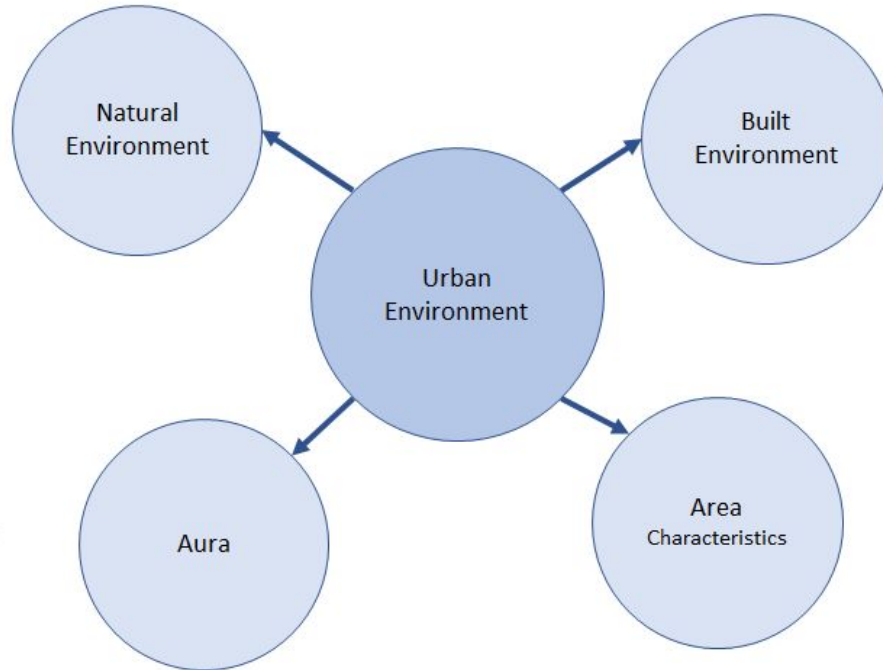 Natural
Environment
Built
Environment
Urban
Environment
Aura
Area
Characteristics